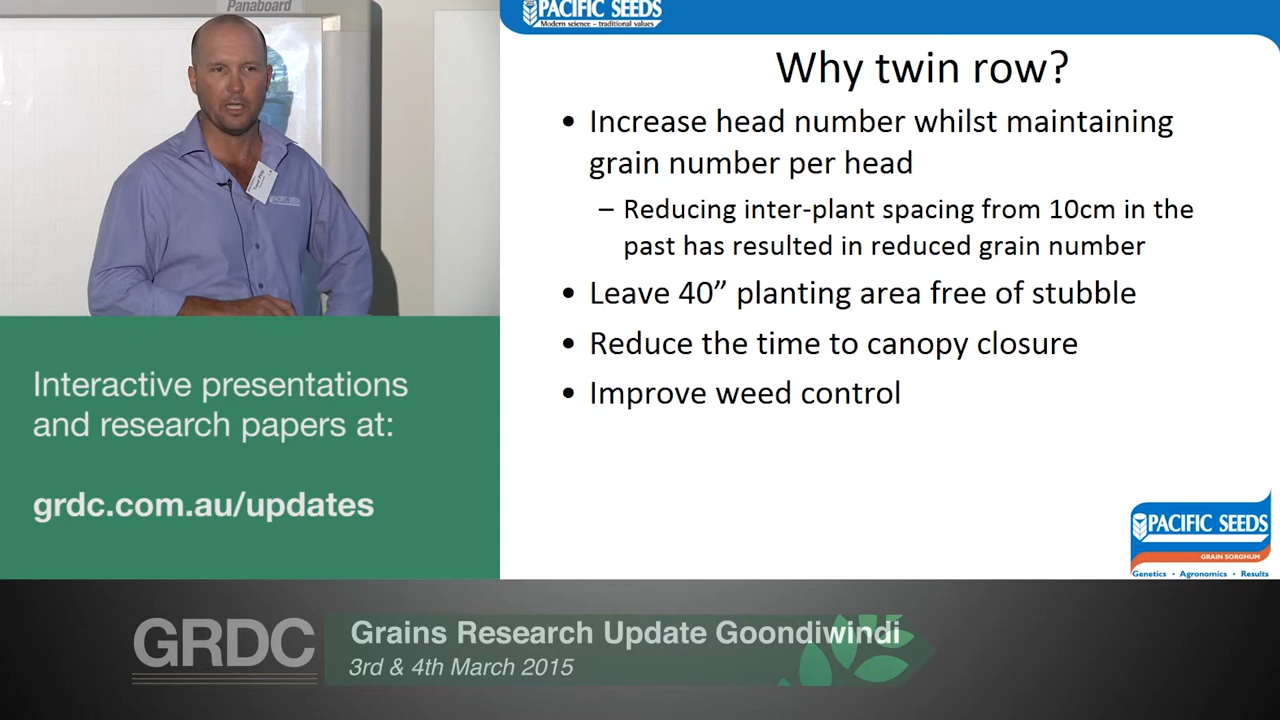 Panaboard
PACIFIC SEEDS
Modern science - traditional values
Why twin row?
• Increase head number whilst maintaining
grain number per head
– Reducing inter-plant spacing from 10cm in the
past has resulted in reduced grain number
• Leave 40” planting area free of stubble
• Reduce the time to canopy closure
• Improve weed control
PACIFIC SEEDS
Interactive presentations
and research papers at:
grdc.com.au/updates
PACIFIC SEEDS
GRAIN SORGHUM
Genetics • Agronomics • Results
GRDC
Grains Research Update Goondiwindi
3rd & 4th March 2015